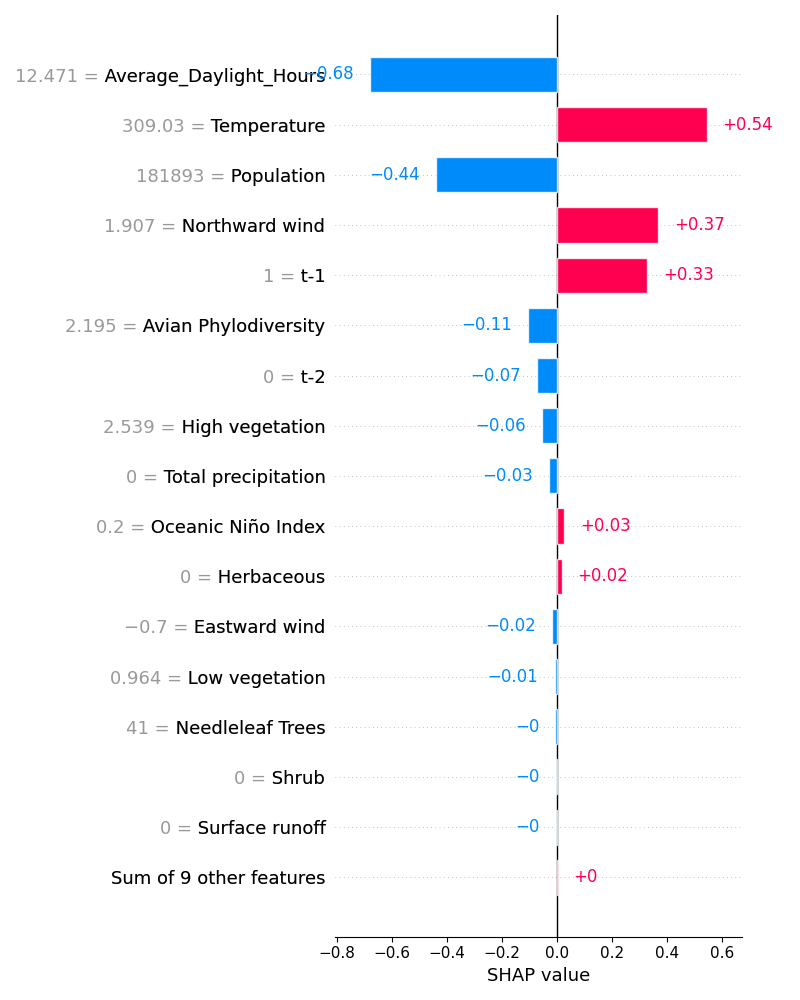 12.471 = Average_Daylight_Hours −0.68
309.03 = Temperature +0.54
181893 = Population −0.44
1.907 = Northward wind +0.37
1 = t-1 +0.33
2.195 = Avian Phylodiversity −0.11
0 = t-2 −0.07
2.539 = High vegetation −0.06
0 = Total precipitation −0.03
0.2 = Oceanic Niño Index +0.03
0 = Herbaceous +0.02
−0.7 = Eastward wind −0.02
0.964 = Low vegetation −0.01
41 = Needleleaf Trees −0
0 = Shrub −0
0 = Surface runoff −0
Sum of 9 other features +0
−0.8 −0.6 −0.4 −0.2 0.0 0.2 0.4 0.6
SHAP value